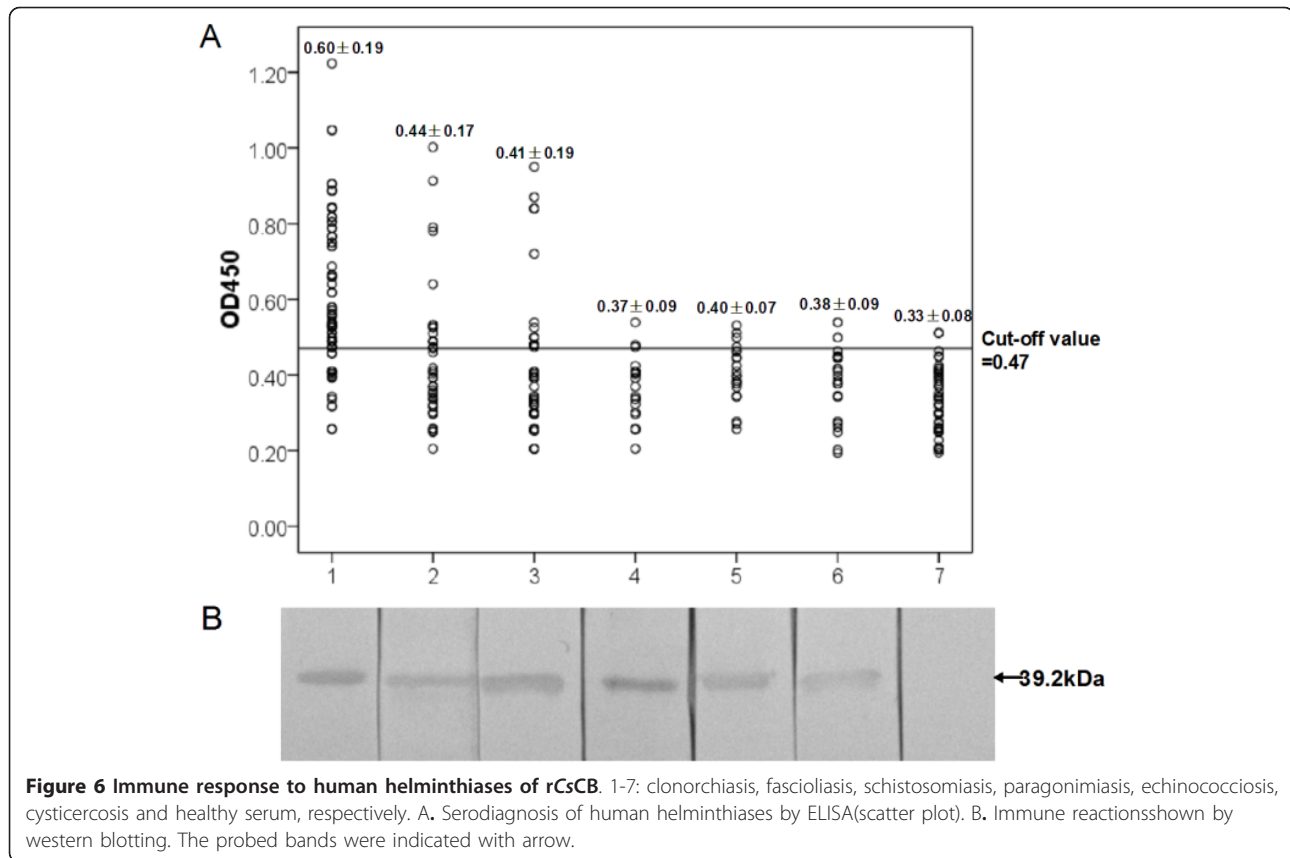 A
0.60±0.19
0.44±0.17
0.41±0.19
0.37±0.09
0.40±0.07
0.38±0.09
0.33±0.08
1.20
1.00
0.80
0.60
0.40
0.20
0.00
OD450
Cut-off value
=0.47
1 2 3 4 5 6 7
B
39.2kDa
Figure 6 Immune response to human helminthiases of rCsCB. 1-7: clonorchiasis, fascioliasis, schistosomiasis, paragonimiasis, echinococciosis,
cysticercosis and healthy serum, respectively. A. Serodiagnosis of human helminthiases by ELISA(scatter plot). B. Immune reactionsshown by
western blotting. The probed bands were indicated with arrow.